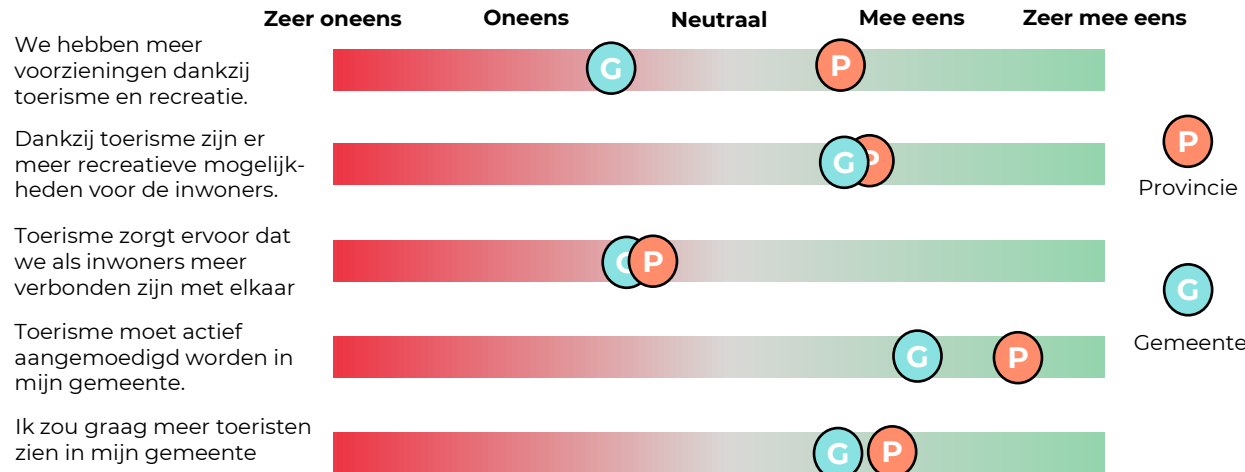 Zeer oneens Oneens Neutraal Mee eens Zeer mee eens
We hebben meer
voorzieningen dankzij
toerisme en recreatie.
G P
Dankzij toerisme zijn er
meer recreatieve mogelijk-
heden voor de inwoners.
G P
P
Provincie
Toerisme zorgt ervoor dat
we als inwoners meer
verbonden zijn met elkaar
G P
G
Gemeente
Toerisme moet actief
aangemoedigd worden in
mijn gemeente.
G P
Ik zou graag meer toeristen
zien in mijn gemeente
G P